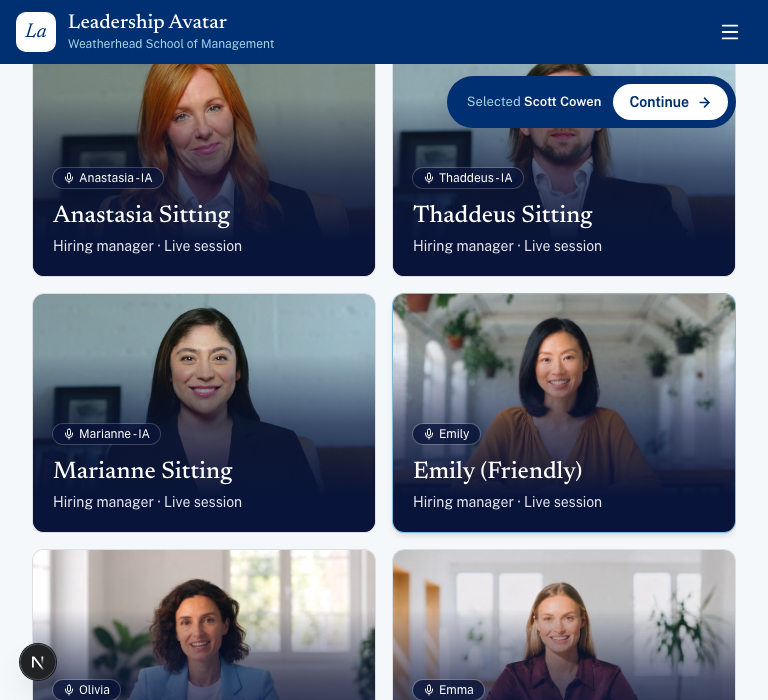 La
Leadership Avatar
Weatherhead School of Management
Selected Scott Cowen
Continue
Anastasia-IA
Anastasia Sitting
Hiring manager · Live session
Thaddeus-IA
Thaddeus Sitting
Hiring manager · Live session
Marianne-IA
Marianne Sitting
Hiring manager · Live session
Emily
Emily (Friendly)
Hiring manager · Live session
Olivia
Emma
N